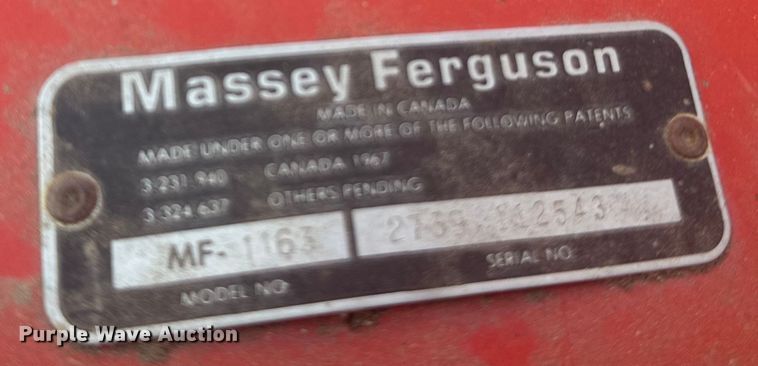 Massey Ferguson
MADE IN CANADA
MADE UNDER ONE OR MORE OF THE FOLLOWING PATENTS
3.231.940 CANADA 1967
3.324.637 OTHERS PENDING
MF-1163
MODEL NO.
SERIAL NO.
Purple Wave Auction